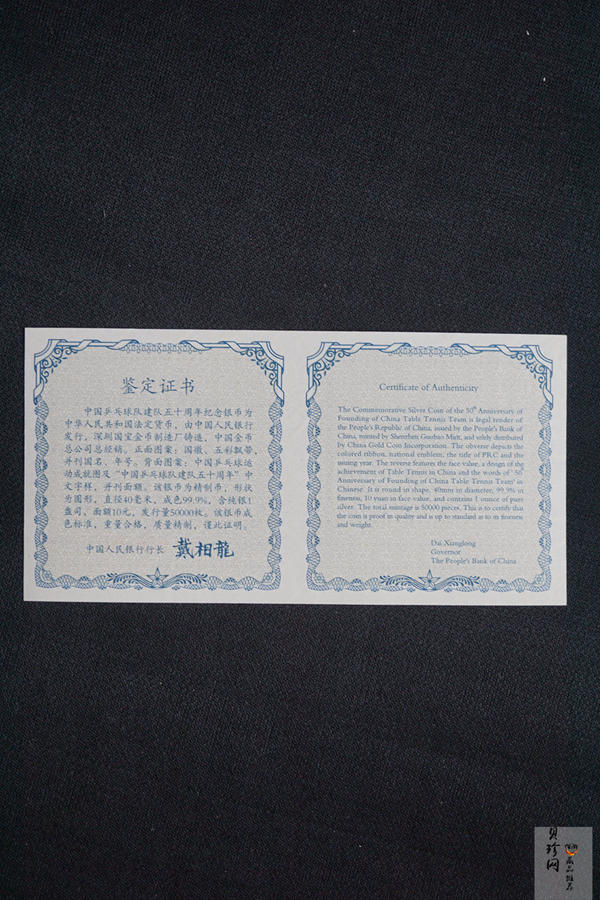 鉴定证书
中国乒乓球队建队五十周年纪念银币为
中华人民共和国法定货币，由中国人民银行
发行，深圳国宝金币制造厂铸造，中国金币
总公司总经销。正面图案：国徽、五彩飘带，
并刊国名、年号。背面图案：中国乒乓球运
动成就图及“中国乒乓球队建队五十周年”中
文字样，并刊面额。该银币为精制币，形状
为圆形，直径40毫米，成色99.9%，含纯银1
盎司，面额10元，发行量50000枚。该银币成
色标准，重量合格，质量精制，谨此证明。
中国人民银行行长 戴相龍
Certificate of Authenticity
The Commemorative Silver Coin of the 50th Anniversary of
Founding of China Table Tennis Team is legal tender of
the People's Republic of China, issued by the People's Bank of
China, minted by Shenzhen Guobao Mint, and solely distributed
by China Gold Coin Incorporation. The obverse depicts the
colored ribbon, national emblem, the title of PRC and the
issuing year. The reverse features the face value, a design of the
achievement of Table Tennis in China and the words of '50
Anniversary of Founding of China Table Tennis Team' in
Chinese. It is round in shape, 40mm in diameter, 99.9% in
fineness, 10 yuan in face value, and contains 1 ounce of pure
silver. The total mintage is 50000 pieces. This is to certify that
the coin is proof in quality and is up to standard as to its fineness
and weight.
Dai Xianglong
Governor
The People's Bank of China
贝珍网
藏品推荐